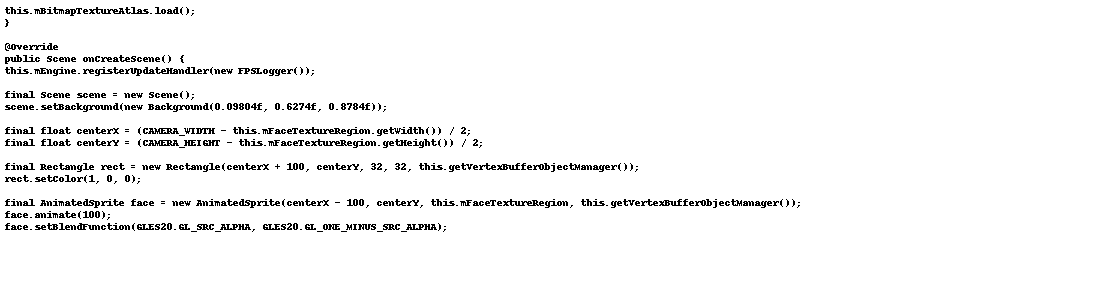 this.mBitmapTextureAtlas.load();
}
@Override
public Scene onCreateScene() {
this.mEngine.registerUpdateHandler(new FPSLogger());
final Scene scene = new Scene();
scene.setBackground(new Background(0.09804f, 0.6274f, 0.8784f));
final float centerX = (CAMERA_WIDTH - this.mFaceTextureRegion.getWidth()) / 2;
final float centerY = (CAMERA_HEIGHT - this.mFaceTextureRegion.getHeight()) / 2;
final Rectangle rect = new Rectangle(centerX + 100, centerY, 32, 32, this.getVertexBufferObjectManager());
rect.setColor(1, 0, 0);
final AnimatedSprite face = new AnimatedSprite(centerX - 100, centerY, this.mFaceTextureRegion, this.getVertexBufferObjectManager());
face.animate(100);
face.setBlendFunction(GLES20.GL_SRC_ALPHA, GLES20.GL_ONE_MINUS_SRC_ALPHA);